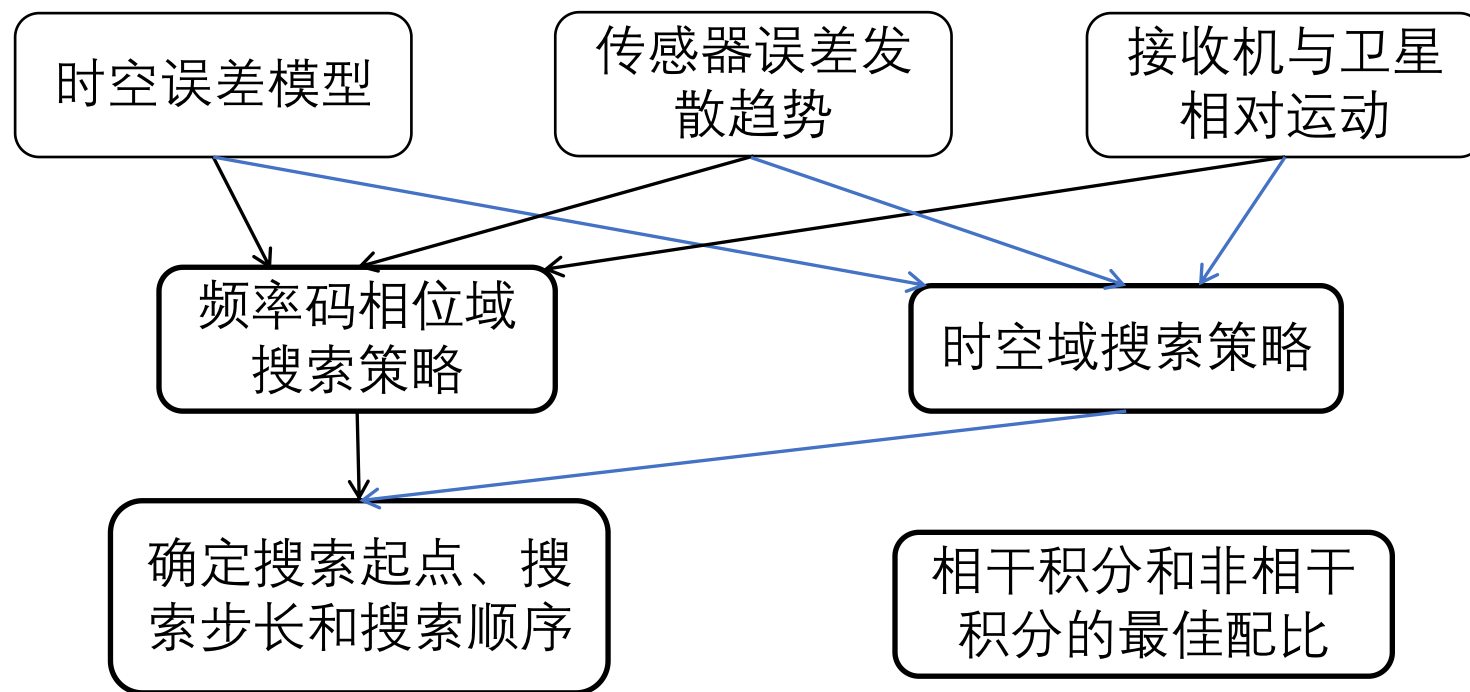 时空误差模型
传感器误差发
散趋势
接收机与卫星
相对运动
频率码相位域
搜索策略
时空域搜索策略
确定搜索起点、搜
索步长和搜索顺序
相干积分和非相干
积分的最佳配比